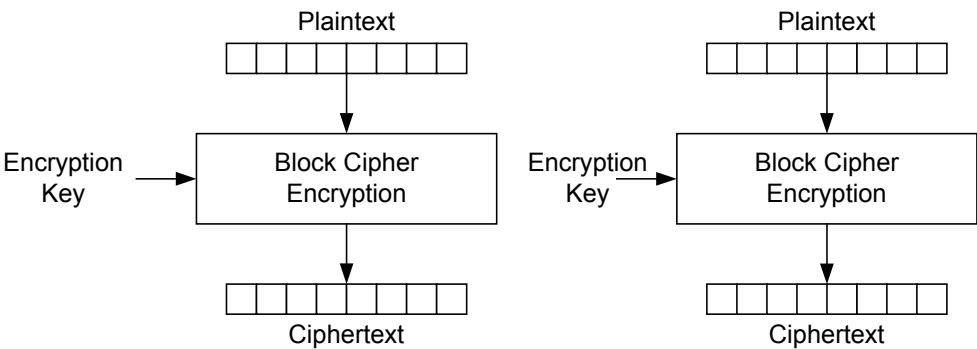 Plaintext
Plaintext
Encryption
Key
Block Cipher
Encryption
Encryption
Key
Block Cipher
Encryption
Ciphertext
Ciphertext